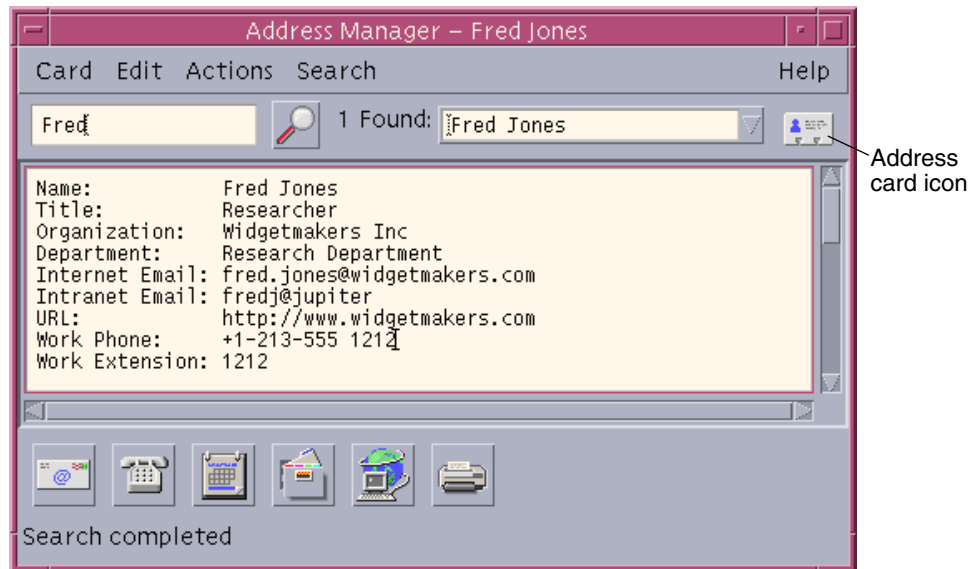 Address Manager – Fred Jones
Card Edit Actions Search Help
Fred 1 Found: Fred Jones
Address
card icon
Name: Fred Jones
Title: Researcher
Organization: Widgetmakers Inc
Department: Research Department
Internet Email: fred.jones@widgetmakers.com
Intranet Email: fredj@jupiter
URL: http://www.widgetmakers.com
Work Phone: +1-213-555 1212
Work Extension: 1212
@
Search completed